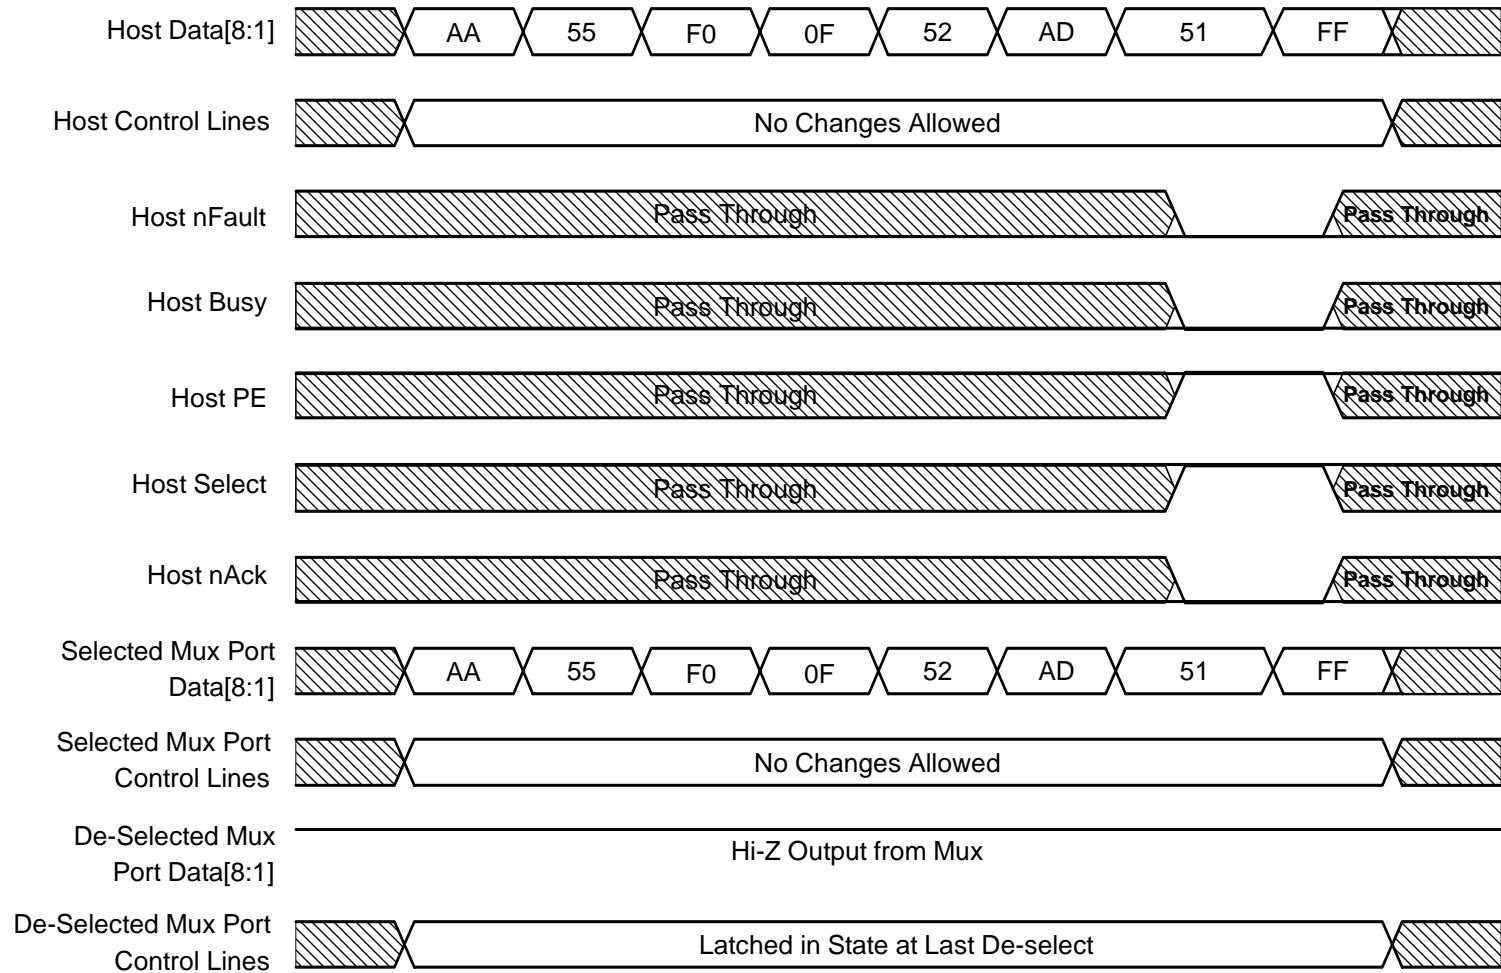 Host Data[8:1] AA 55 F0 0F 52 AD 51 FF
Host Control Lines No Changes Allowed
Host nFault Pass Through Pass Through
Host Busy Pass Through Pass Through
Host PE Pass Through Pass Through
Host Select Pass Through Pass Through
Host nAck Pass Through Pass Through
Selected Mux Port
Data[8:1] AA 55 F0 0F 52 AD 51 FF
Selected Mux Port
Control Lines No Changes Allowed
De-Selected Mux
Port Data[8:1] Hi-Z Output from Mux
De-Selected Mux Port
Control Lines Latched in State at Last De-select